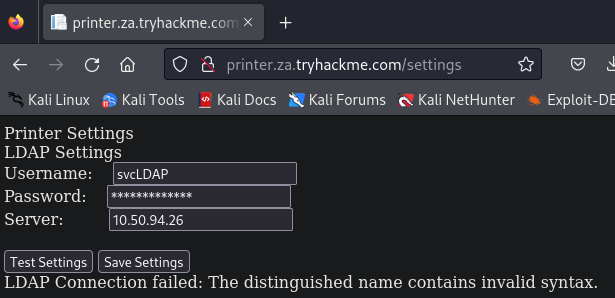 printer.za.tryhackme.com
printer.za.tryhackme.com/settings
Kali Linux Kali Tools Kali Docs Kali Forums Kali NetHunter Exploit-DB
Printer Settings
LDAP Settings
Username: svcLDAP
Password: *************
Server: 10.50.94.26
Test Settings Save Settings
LDAP Connection failed: The distinguished name contains invalid syntax.